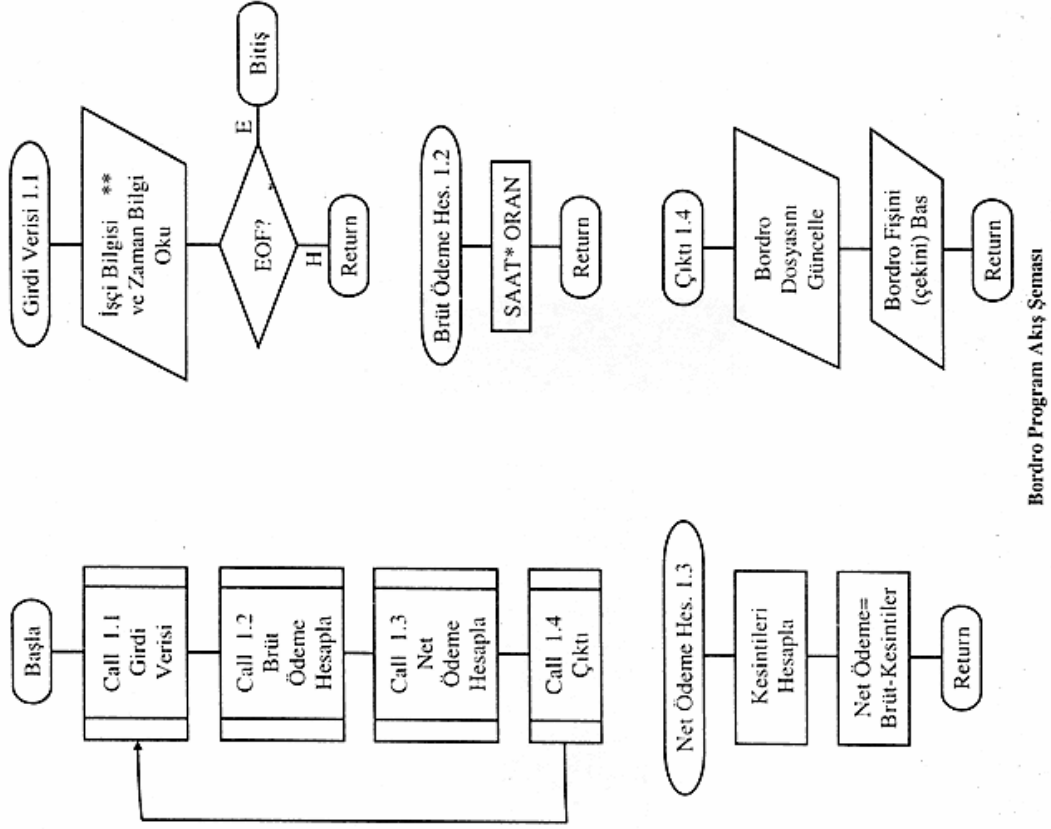 Başla
Call 1.1
Girdi
Verisi
Call 1.2
Brüt
Ödeme
Hesapla
Call 1.3
Net
Ödeme
Hesapla
Call 1.4
Çıktı
Girdi Verisi 1.1
İşçi Bilgisi **
ve Zaman Bilgi
Oku
EOF?
E
Bitiş
H
Return
Brüt Ödeme Hes. 1.2
SAAT* ORAN
Return
Net Ödeme Hes. 1.3
Kesintileri
Hesapla
Net Ödeme=
Brüt-Kesintiler
Return
Çıktı 1.4
Bordro
Dosyasını
Güncelle
Bordro Fişini
(çekini) Bas
Return
Bordro Program Akış Şeması